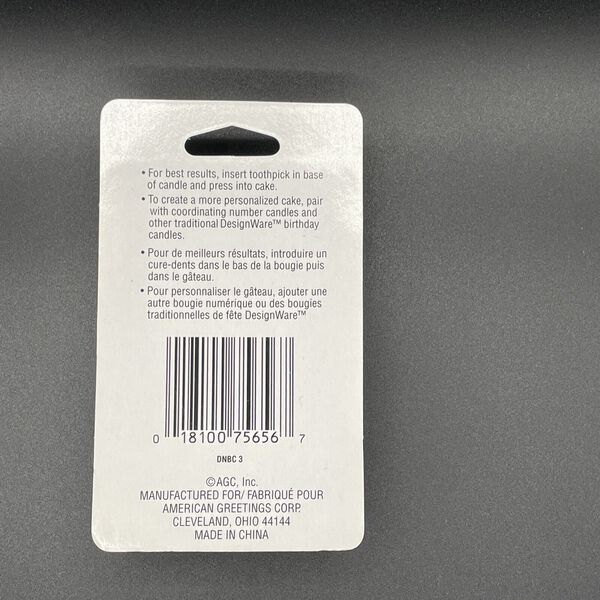 • For best results, insert toothpick in base
of candle and press into cake.
• To create a more personalized cake, pair
with coordinating number candles and
other traditional DesignWare™ birthday
candles.
• Pour de meilleurs résultats, introduire un
cure-dents dans le bas de la bougie puis
dans le gâteau.
• Pour personnaliser le gâteau, ajouter une
autre bougie numérique ou des bougies
traditionnelles de fête DesignWare™
0 18100 75656 7
DNBC 3
©AGC, Inc.
MANUFACTURED FOR/ FABRIQUÉ POUR
AMERICAN GREETINGS CORP.
CLEVELAND, OHIO 44144
MADE IN CHINA